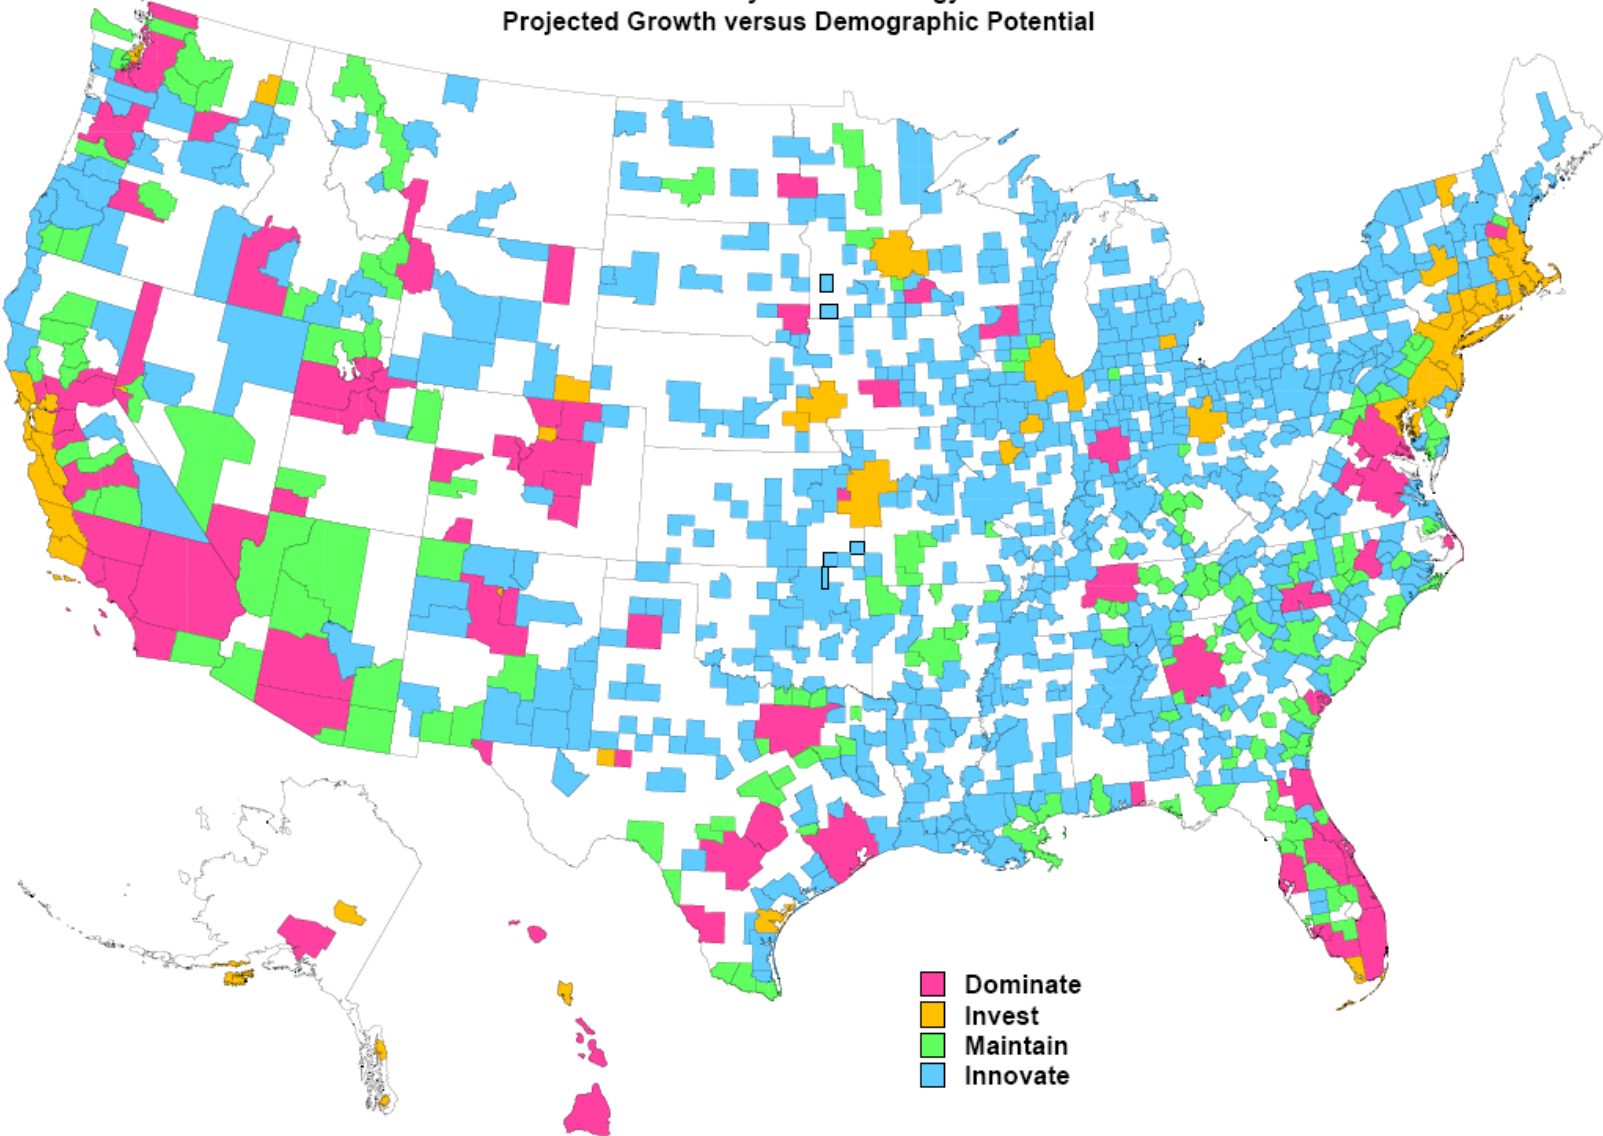 Projected Growth versus Demographic Potential
Dominate
Invest
Maintain
Innovate